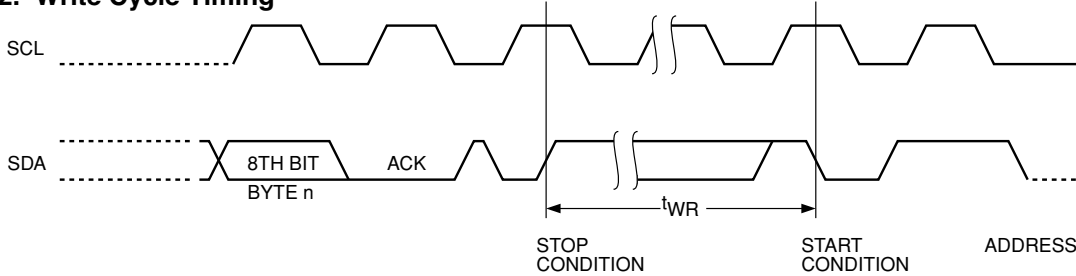 2. Write Cycle Timing
SCL
SDA
8TH BIT
ACK
BYTE n
tWR
STOP
CONDITION
START
CONDITION
ADDRESS